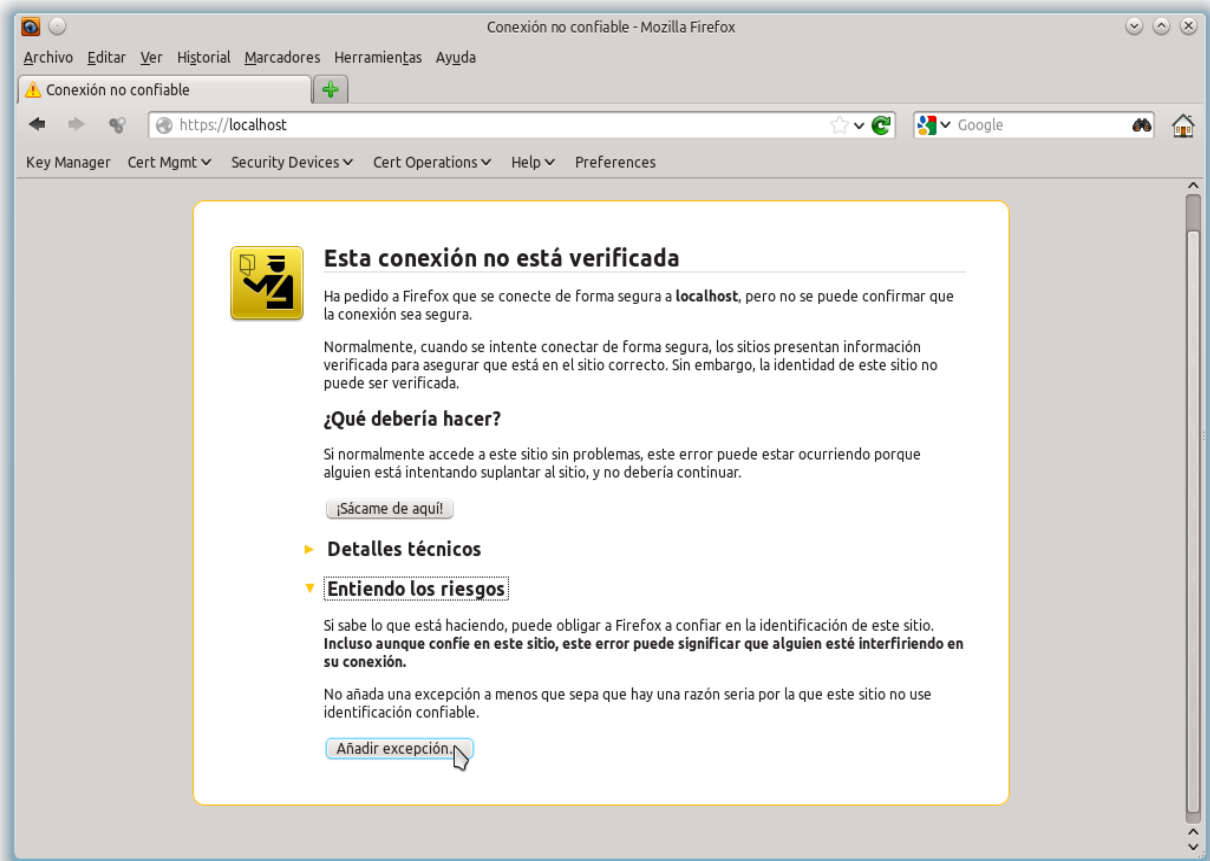 Conexión no confiable - Mozilla Firefox
Archivo Editar Ver Historial Marcadores Herramientas Ayuda
Conexión no confiable
https://localhost
Google
Key Manager Cert Mgmt Security Devices Cert Operations Help Preferences
Esta conexión no está verificada
Ha pedido a Firefox que se conecte de forma segura a localhost, pero no se puede confirmar que
la conexión sea segura.
Normalmente, cuando se intente conectar de forma segura, los sitios presentan información
verificada para asegurar que está en el sitio correcto. Sin embargo, la identidad de este sitio no
puede ser verificada.
¿Qué debería hacer?
Si normalmente accede a este sitio sin problemas, este error puede estar ocurriendo porque
alguien está intentando suplantar al sitio, y no debería continuar.
¡Sácame de aquí!
Detalles técnicos
Entiendo los riesgos
Si sabe lo que está haciendo, puede obligar a Firefox a confiar en la identificación de este sitio.
Incluso aunque confíe en este sitio, este error puede significar que alguien esté interfiriendo en
su conexión.
No añada una excepción a menos que sepa que hay una razón seria por la que este sitio no use
identificación confiable.
Añadir excepción...